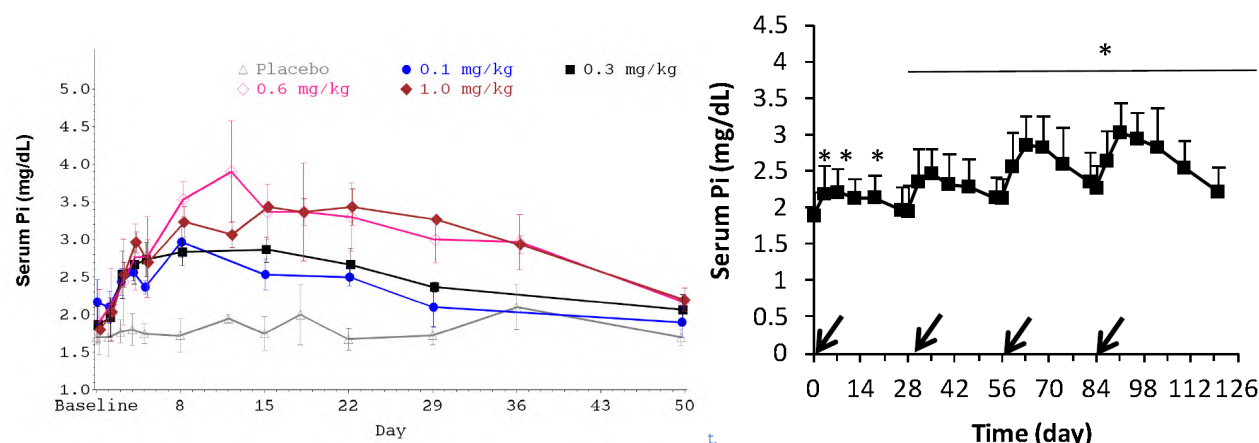 Placebo
0.1 mg/kg
0.3 mg/kg
0.6 mg/kg
1.0 mg/kg
Serum Pi (mg/dL)
5.0
4.5
4.0
3.5
3.0
2.5
2.0
1.5
1.0
Baseline 8 15 22 29 36 43 50
Day
t.
Serum Pi (mg/dL)
4.5
4
3.5
3
2.5
2
1.5
1
0.5
0
*
* * *
0 14 28 42 56 70 84 98 112 126
Time (day)